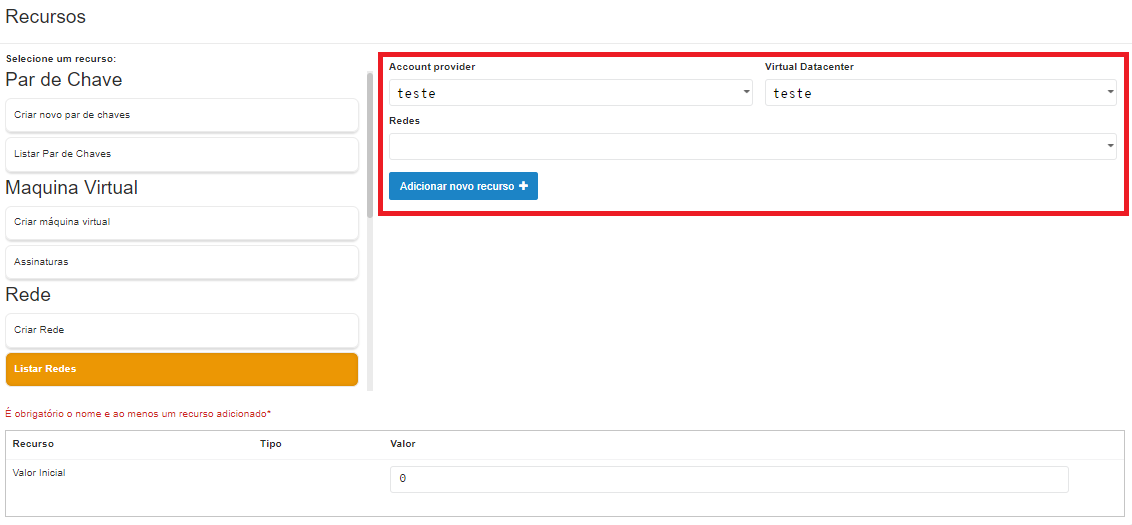 Recursos
Selecione um recurso:
Par de Chave
Criar novo par de chaves
Listar Par de Chaves
Maquina Virtual
Criar máquina virtual
Assinaturas
Rede
Criar Rede
Listar Redes
Account provider
Virtual Datacenter
teste
teste
Redes
Adicionar novo recurso +
É obrigatório o nome e ao menos um recurso adicionado*
Recurso Tipo Valor
Valor Inicial 0